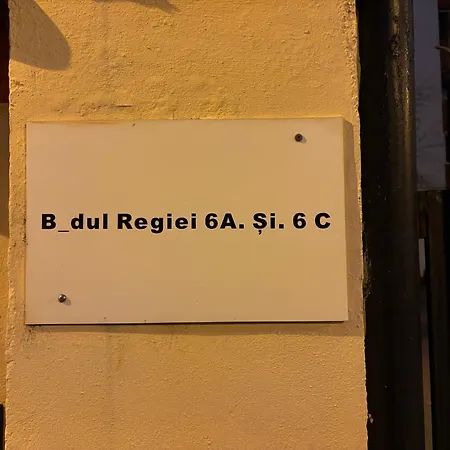 B_dul Regiei 6A. Și. 6 C